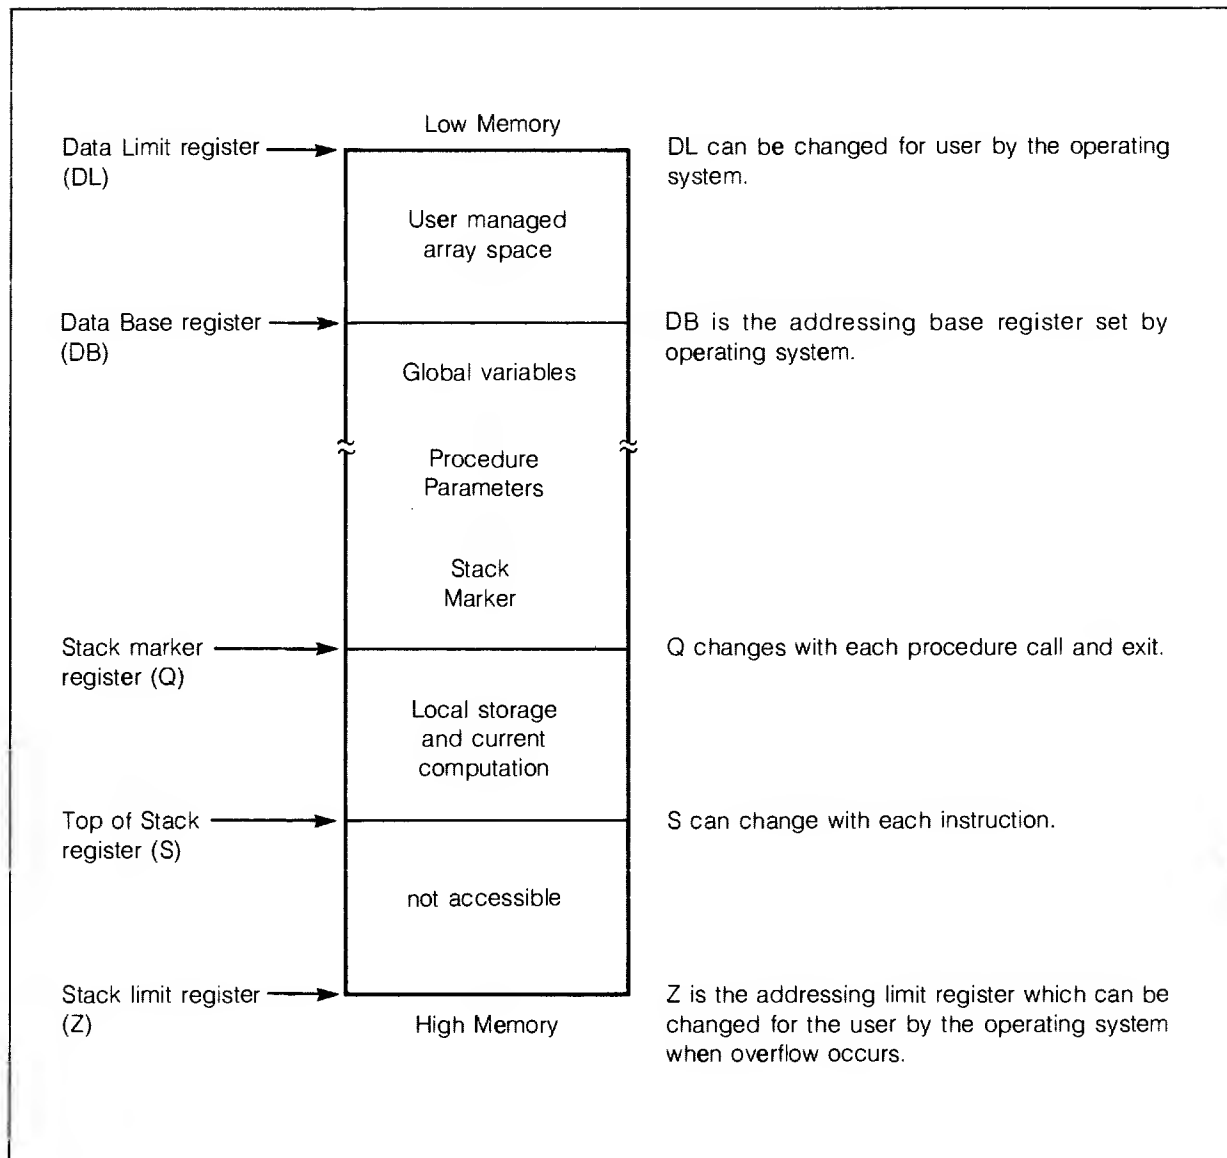 Low Memory
Data Limit register
(DL)
DL can be changed for user by the operating
system.
User managed
array space
Data Base register
(DB)
DB is the addressing base register set by
operating system.
Global variables
Procedure
Parameters
Stack
Marker
Stack marker
register (Q)
Q changes with each procedure call and exit.
Local storage
and current
computation
Top of Stack
register (S)
S can change with each instruction.
not accessible
Stack limit register
(Z)
Z is the addressing limit register which can be
changed for the user by the operating system
when overflow occurs.
High Memory